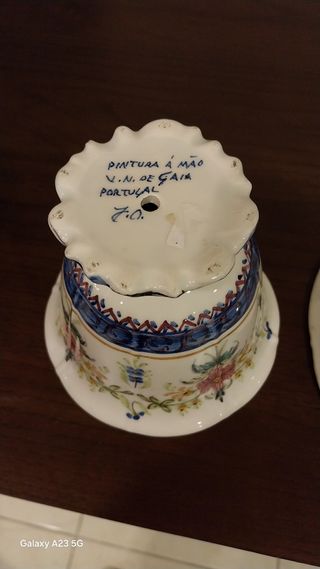 PINTURA Á MÃO
V.N. DE GAIA
PORTUGAL
J.O.
Galaxy A23 5G